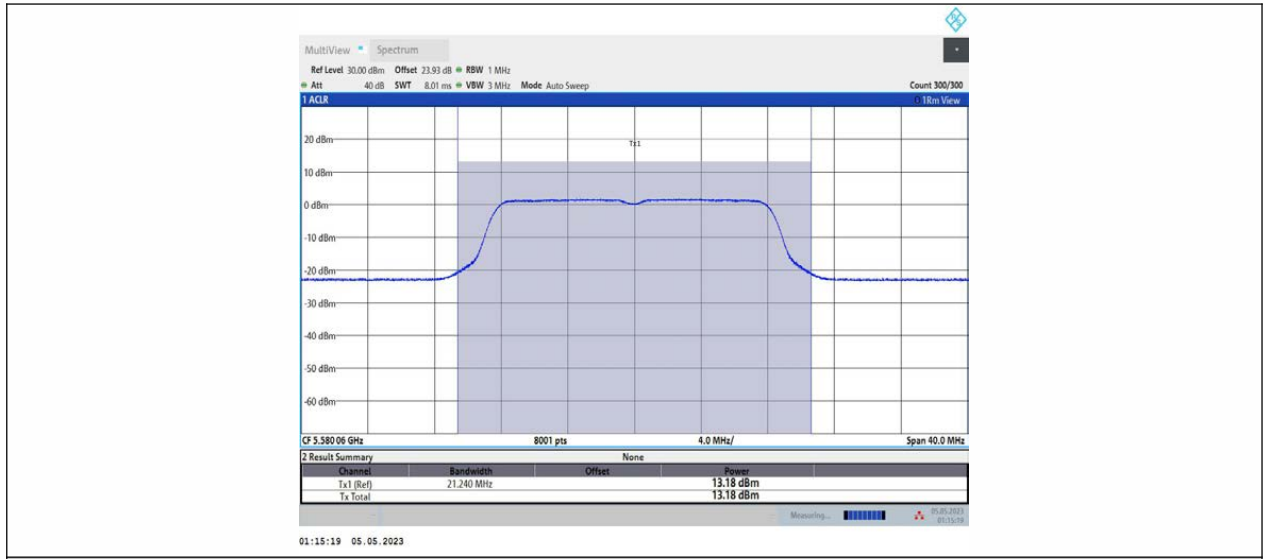 MultiView Spectrum
Ref Level 30.00 dBm Offset 23.93 dB RBW 1 MHz
Att 40 dB SWT 8.01 ms VBW 3 MHz Mode Auto Sweep Count 300/300
1 ACLR 1Rm View
Tx1
20 dBm
10 dBm
0 dBm
-10 dBm
-20 dBm
-30 dBm
-40 dBm
-50 dBm
-60 dBm
CF 5.580 06 GHz 8001 pts 4.0 MHz/ Span 40.0 MHz
2 Result Summary None
Channel Bandwidth Offset Power
Tx1 (Ref) 21.240 MHz 13.18 dBm
Tx Total 13.18 dBm
Measuring... 05.05.2023
01:15:19
01:15:19 05.05.2023